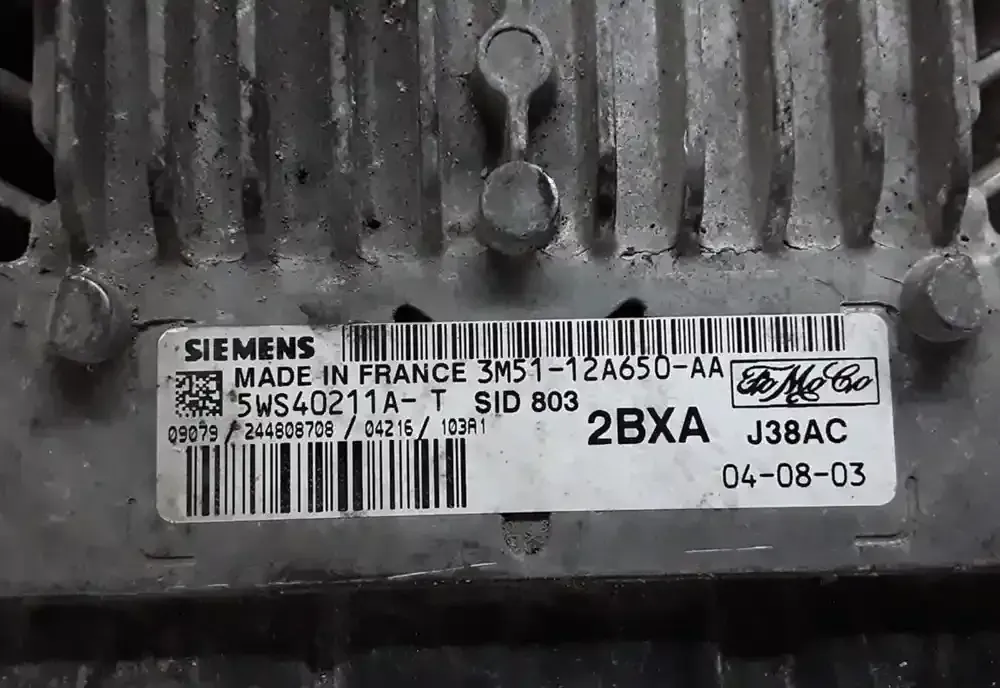 SIEMENS
MADE IN FRANCE 3M51-12A650-AA
FoMoCo
5WS40211A- T SID 803
09079 / 244808708 / 04216 / 103A1
2BXA J38AC
04-08-03